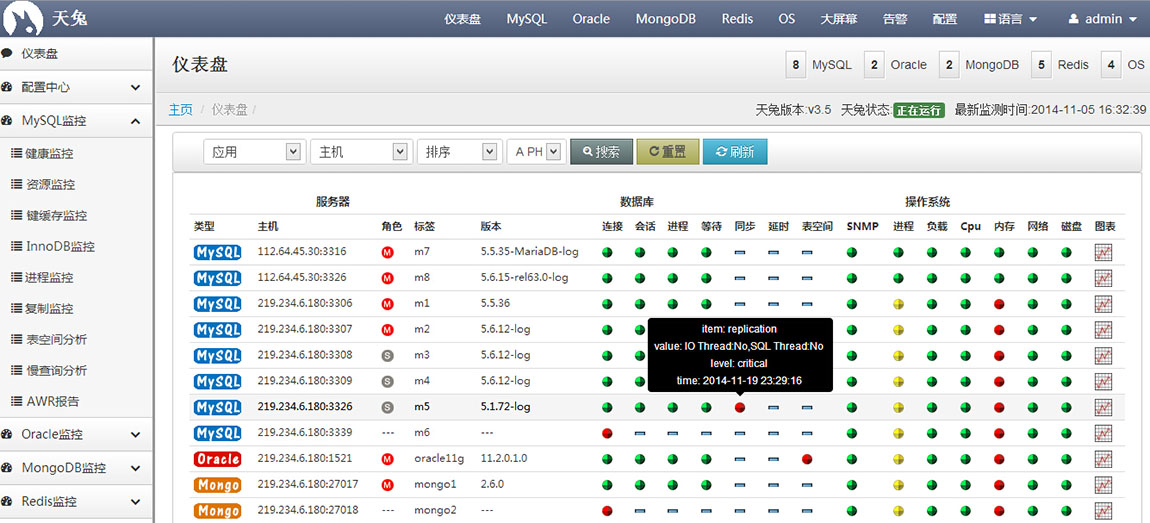 天兔 仪表盘 MySQL Oracle MongoDB Redis OS 大屏幕 告警 配置 语言 admin
仪表盘
配置中心
MySQL监控
健康监控
资源监控
键缓存监控
InnoDB监控
进程监控
复制监控
表空间分析
慢查询分析
AWR报告
Oracle监控
MongoDB监控
Redis监控
仪表盘 8 MySQL 2 Oracle 2 MongoDB 5 Redis 4 OS
主页 / 仪表盘 / 天兔版本:v3.5 天兔状态: 正在运行 最新监测时间:2014-11-05 16:32:39
应用 主机 排序 A PH 搜索 重置 刷新
服务器 数据库 操作系统
类型 主机 角色 标签 版本 连接 会话 进程 等待 同步 延时 表空间 SNMP 进程 负载 Cpu 内存 网络 磁盘 图表
MySQL 112.64.45.30:3316 M m7 5.5.35-MariaDB-log
MySQL 112.64.45.30:3326 M m8 5.6.15-rel63.0-log
MySQL 219.234.6.180:3306 M m1 5.5.36
MySQL 219.234.6.180:3307 M m2 5.6.12-log
MySQL 219.234.6.180:3308 S m3 5.6.12-log
MySQL 219.234.6.180:3309 S m4 5.6.12-log
MySQL 219.234.6.180:3326 S m5 5.1.72-log
MySQL 219.234.6.180:3339 --- m6 ---
Oracle 219.234.6.180:1521 M oracle11g 11.2.0.1.0
Mongo 219.234.6.180:27017 M mongo1 2.6.0
Mongo 219.234.6.180:27018 --- mongo2 ---
item: replication
value: IO Thread:No,SQL Thread:No
level: critical
time: 2014-11-19 23:29:16